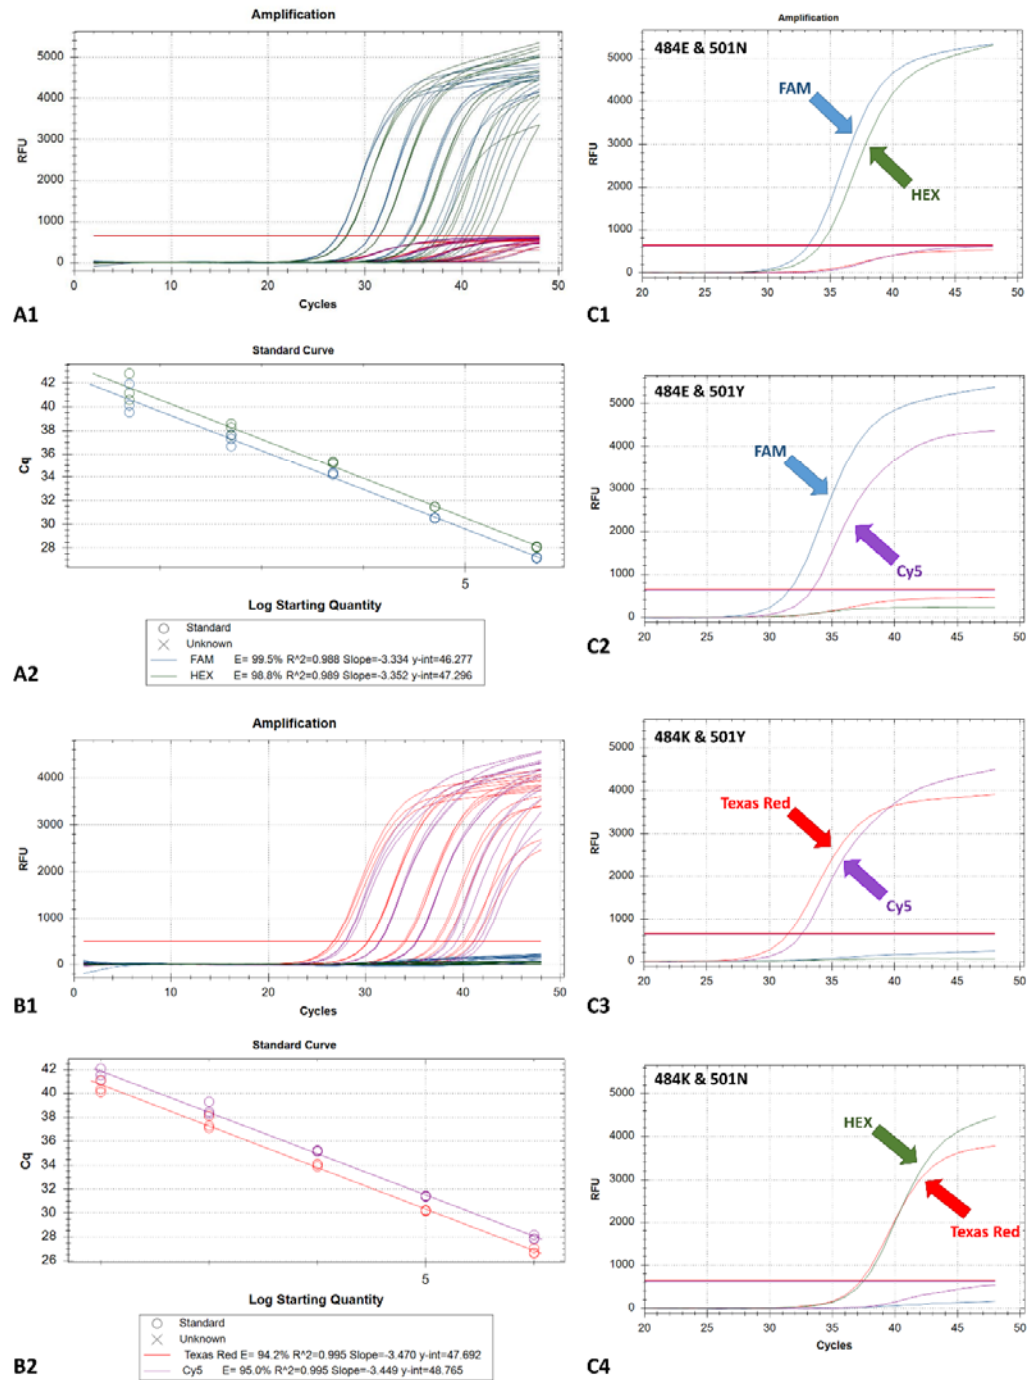 Amplification
RFU
5000
4000
3000
2000
1000
0
0
10
20
30
40
50
Cycles
A1
Standard Curve
Cq
42
40
38
36
34
32
30
28
5
Log Starting Quantity
Standard
Unknown
FAM E= 99.5% R^2=0.988 Slope=-3.334 y-int=46.277
HEX E= 98.8% R^2=0.989 Slope=-3.352 y-int=47.296
A2
Amplification
RFU
4000
3000
2000
1000
0
0
10
20
30
40
50
Cycles
B1
Standard Curve
Cq
42
40
38
36
34
32
30
28
26
5
Log Starting Quantity
Standard
Unknown
Texas Red E= 94.2% R^2=0.995 Slope=-3.470 y-int=47.692
Cy5 E= 95.0% R^2=0.995 Slope=-3.449 y-int=48.765
B2
Amplification
484E & 501N
FAM
HEX
RFU
5000
4000
3000
2000
1000
0
20
25
30
35
40
45
50
C1
484E & 501Y
FAM
Cy5
RFU
5000
4000
3000
2000
1000
0
20
25
30
35
40
45
50
C2
484K & 501Y
Texas Red
Cy5
RFU
5000
4000
3000
2000
1000
0
20
25
30
35
40
45
50
C3
484K & 501N
HEX
Texas Red
RFU
5000
4000
3000
2000
1000
0
20
25
30
35
40
45
50
Cycles
C4